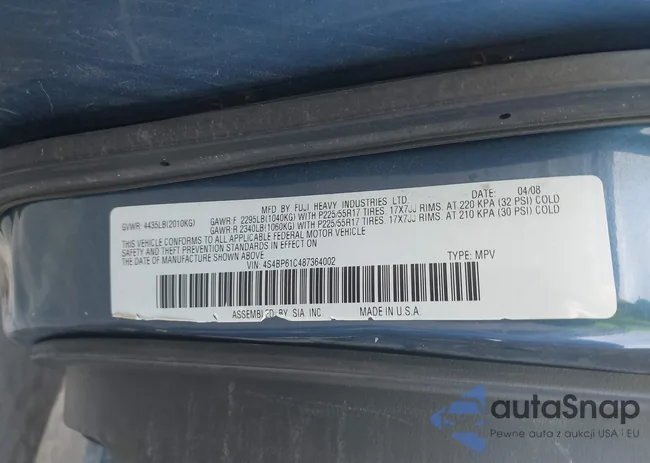 MFD. BY FUJI HEAVY INDUSTRIES LTD. DATE: 04/08
GVWR: 4435LB(2010KG) GAWR:F 2295LB(1040KG) WITH P225/55R17 TIRES. 17X7JJ RIMS. AT 220 KPA (32 PSI) COLD
GAWR:R 2340LB(1060KG) WITH P225/55R17 TIRES. 17X7JJ RIMS. AT 210 KPA (30 PSI) COLD
THIS VEHICLE CONFORMS TO ALL APPLICABLE FEDERAL MOTOR VEHICLE
SAFETY AND THEFT PREVENTION STANDARDS IN EFFECT ON
THE DATE OF MANUFACTURE SHOWN ABOVE.
VIN: 4S4BP61C487364002 TYPE: MPV
ASSEMBLED BY SIA INC. MADE IN U.S.A.
autaSnap
Pewne auto z aukcji USA i EU